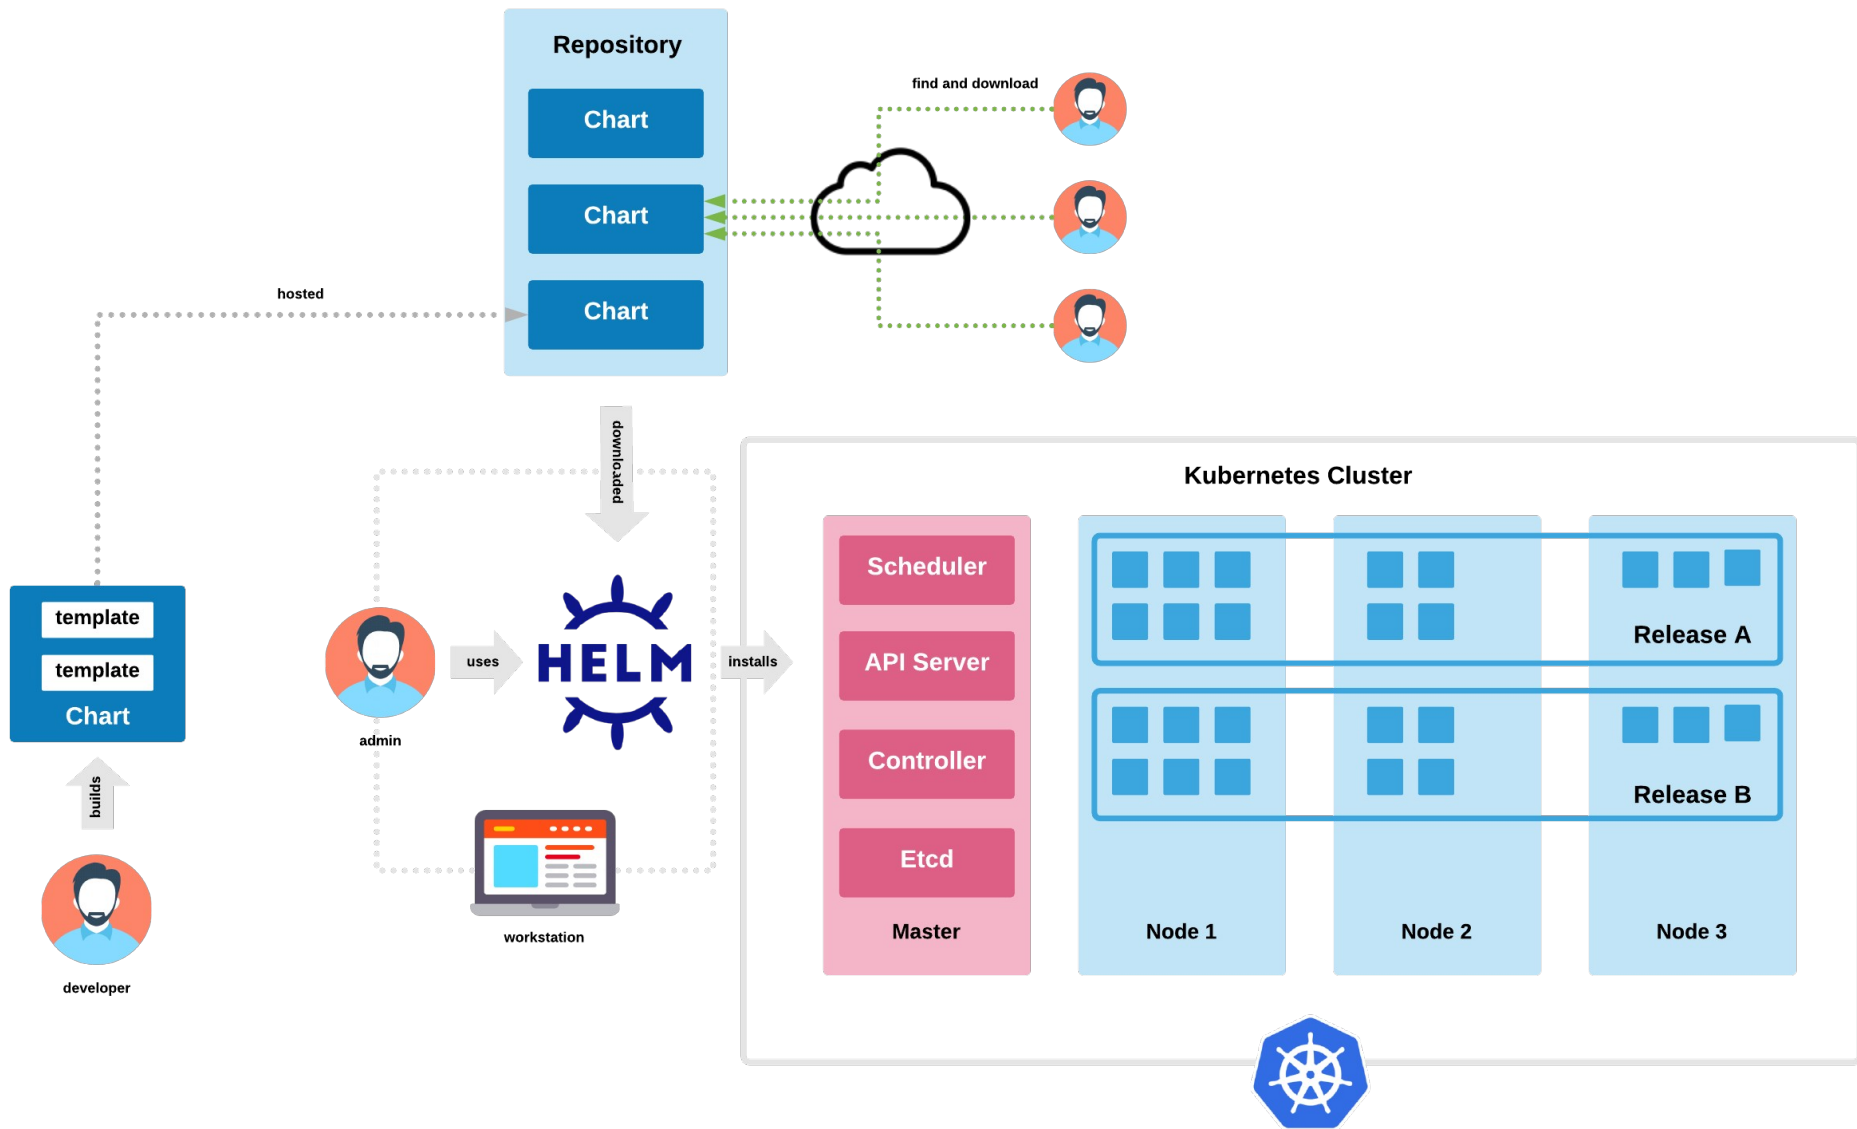 Repository
Chart
Chart
Chart
find and download
hosted
downloaded
template
template
Chart
builds
developer
admin
uses
HELM
installs
workstation
Kubernetes Cluster
Scheduler
API Server
Controller
Etcd
Master
Release A
Release B
Node 1
Node 2
Node 3